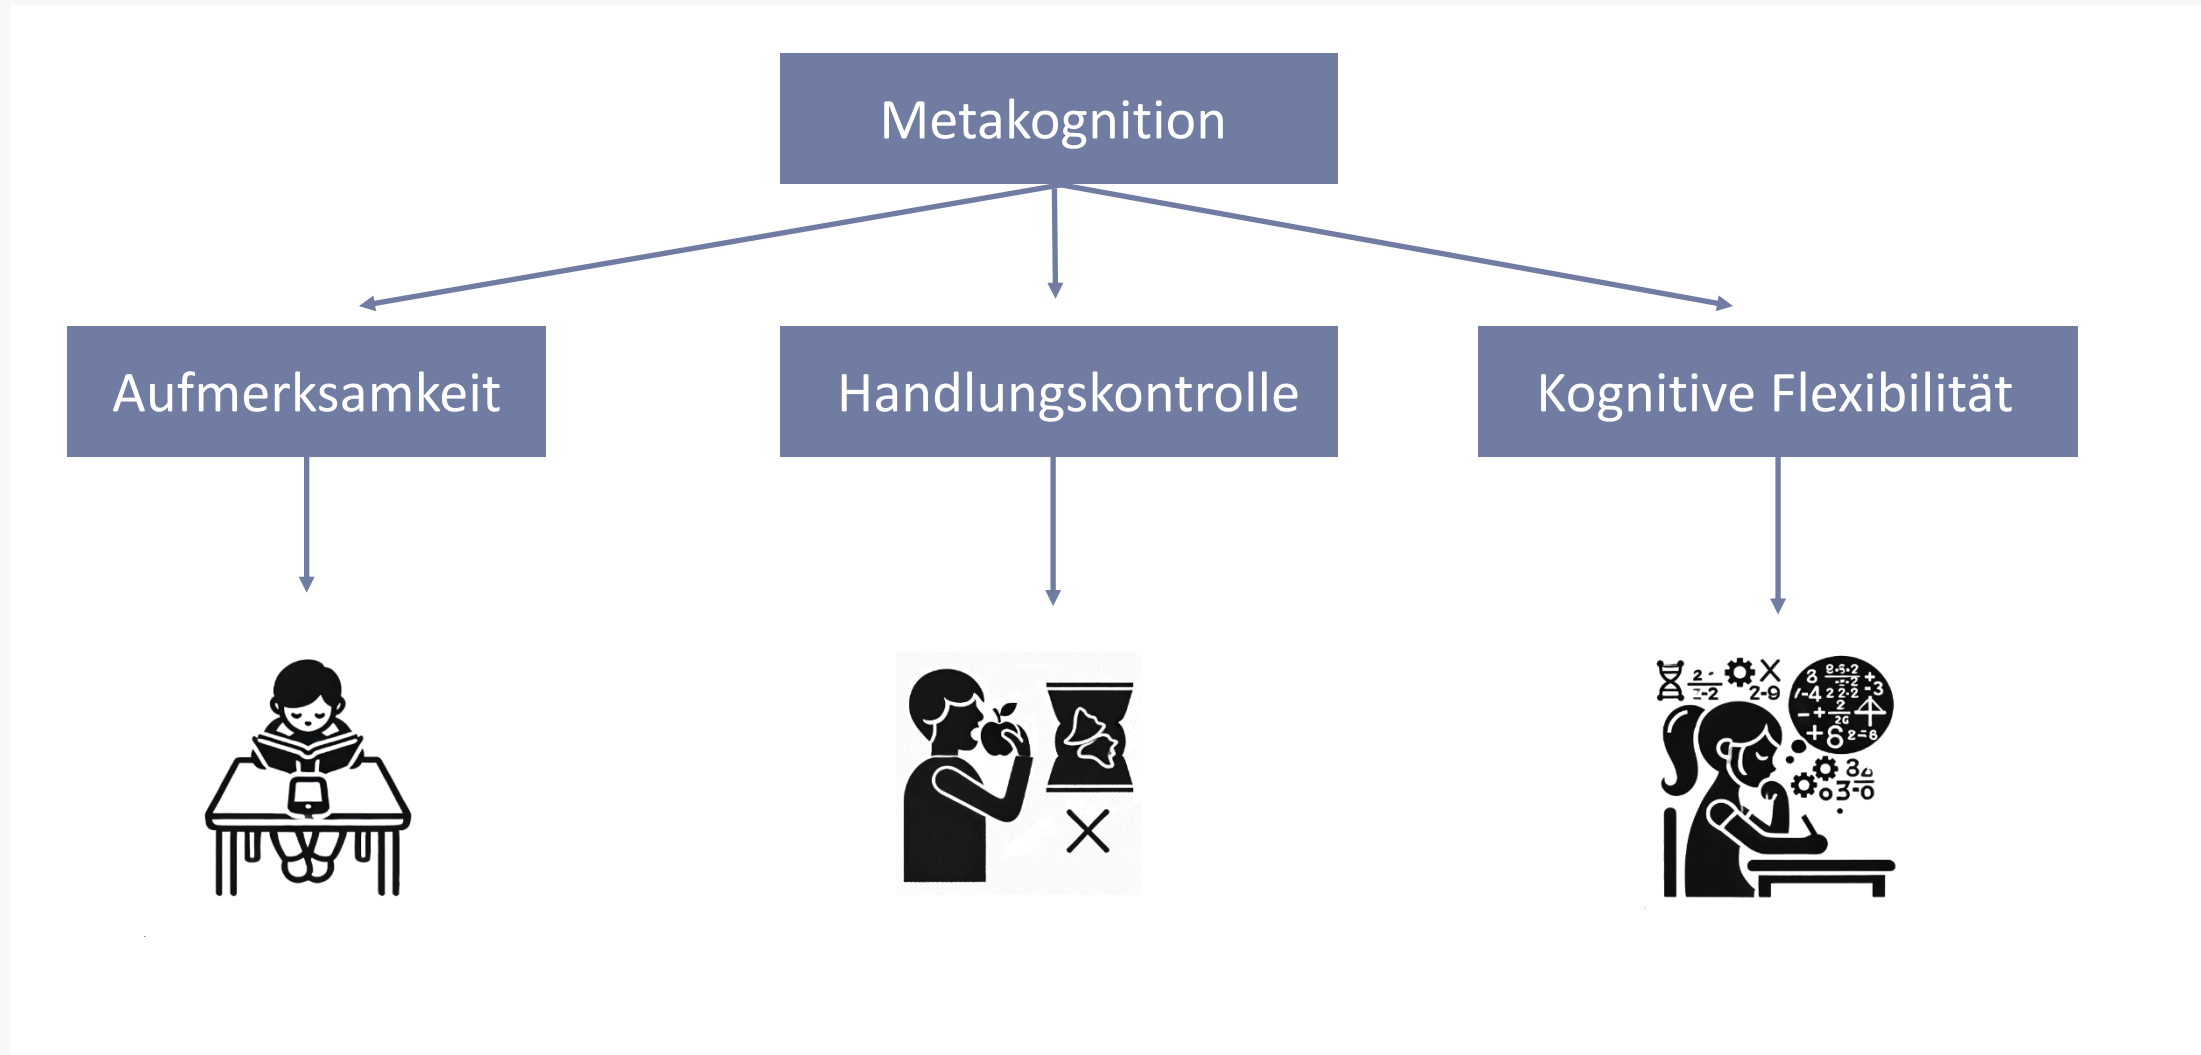 Metakognition
Aufmerksamkeit
Handlungskontrolle
Kognitive Flexibilität